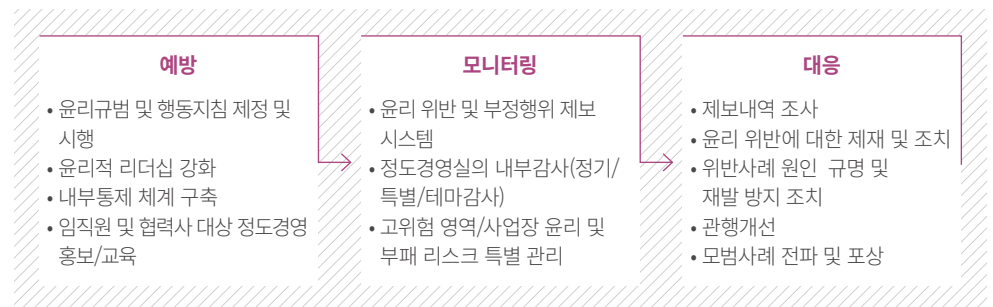 예방
• 윤리규범 및 행동지침 제정 및
시행
• 윤리적 리더십 강화
• 내부통제 체계 구축
• 임직원 및 협력사 대상 정도경영
홍보/교육
모니터링
• 윤리 위반 및 부정행위 제보
시스템
• 정도경영실의 내부감사(정기/
특별/테마감사)
• 고위험 영역/사업장 윤리 및
부패 리스크 특별 관리
대응
• 제보내역 조사
• 윤리 위반에 대한 제재 및 조치
• 위반사례 원인 규명 및
재발 방지 조치
• 관행개선
• 모범사례 전파 및 포상